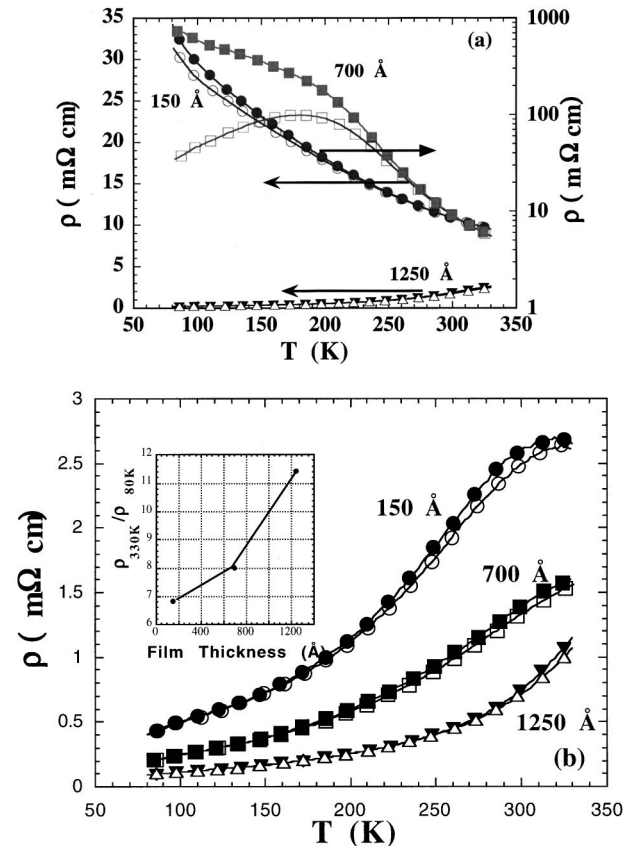 35
30
25
20
15
10
5
0
ρ ( mΩ cm)
(a)
700 Å
150 Å
1250 Å
1000
100
10
1
ρ ( mΩ cm)
50 100 150 200 250 300 350
T (K)
3
2.5
2
1.5
1
0.5
0
ρ ( mΩ cm)
12
11
10
9
8
7
6
ρ330K /ρ 80K
0 400 800 1200
Film Thickness (Å)
150 Å
700 Å
1250 Å
(b)
50 100 150 200 250 300 350
T (K)